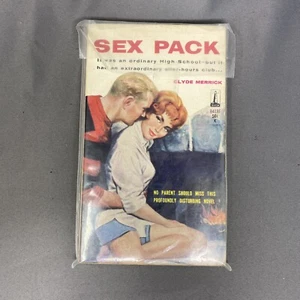 SEX PACK
It was an ordinary High School—but it
had an extraordinary after-hours club...
CLYDE MERRICK
NO PARENT SHOULD MISS THIS
PROFOUNDLY DISTURBING NOVEL!